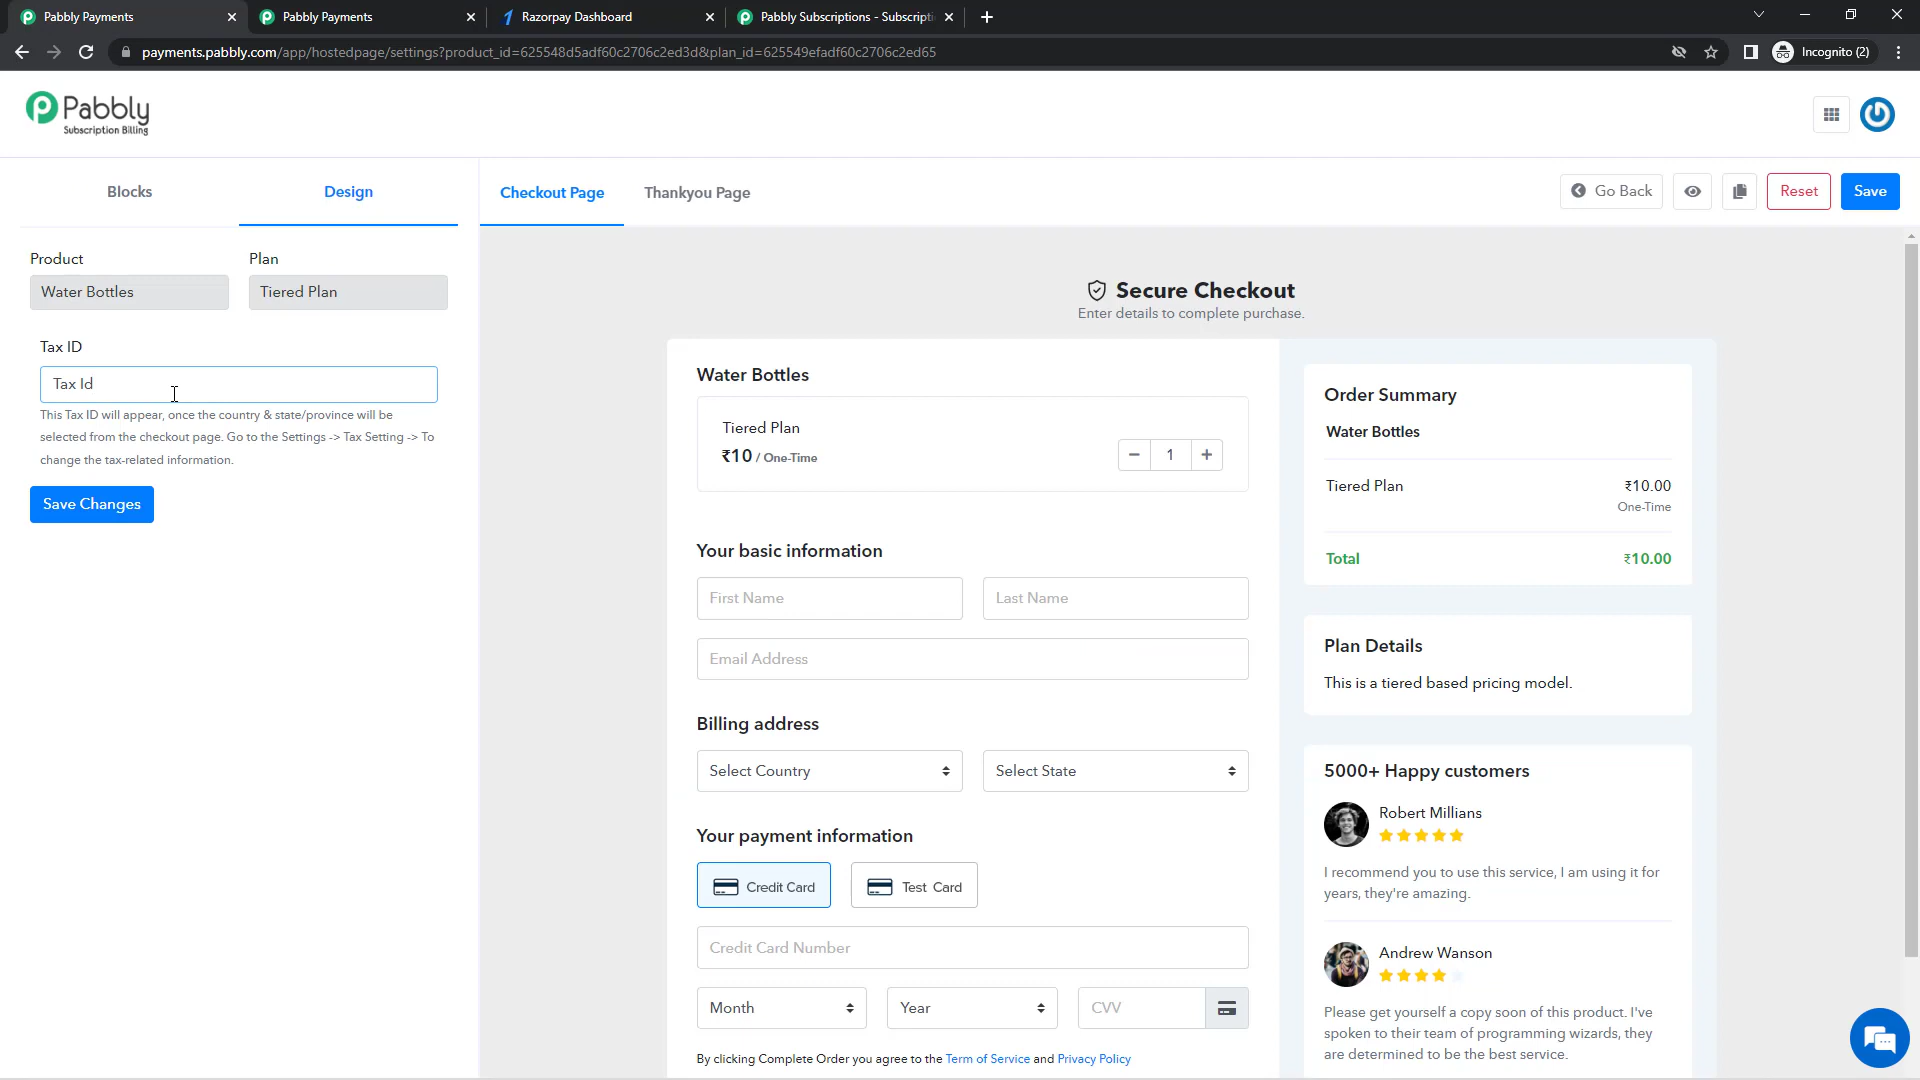 Pabbly Payments
Pabbly Payments
Razorpay Dashboard
Pabbly Subscriptions - Subscripti
payments.pabbly.com/app/hostedpage/settings?product_id=625548d5adf60c2706c2ed3d&plan_id=625549efadf60c2706c2ed65
Incognito (2)
Pabbly
Subscription Billing
Blocks
Design
Checkout Page
Thankyou Page
Go Back
Reset
Save
Product
Plan
Water Bottles
Tiered Plan
Tax ID
Tax Id
This Tax ID will appear, once the country & state/province will be
selected from the checkout page. Go to the Settings -> Tax Setting -> To
change the tax-related information.
Save Changes
Secure Checkout
Enter details to complete purchase.
Water Bottles
Tiered Plan
₹10 / One-Time
1
Your basic information
First Name
Last Name
Email Address
Billing address
Select Country
Select State
Your payment information
Credit Card
Test Card
Credit Card Number
Month
Year
CVV
By clicking Complete Order you agree to the Term of Service and Privacy Policy
Order Summary
Water Bottles
Tiered Plan
₹10.00
One-Time
Total
₹10.00
Plan Details
This is a tiered based pricing model.
5000+ Happy customers
Robert Millians
I recommend you to use this service, I am using it for
years, they're amazing.
Andrew Wanson
Please get yourself a copy soon of this product. I've
spoken to their team of programming wizards, they
are determined to be the best service.